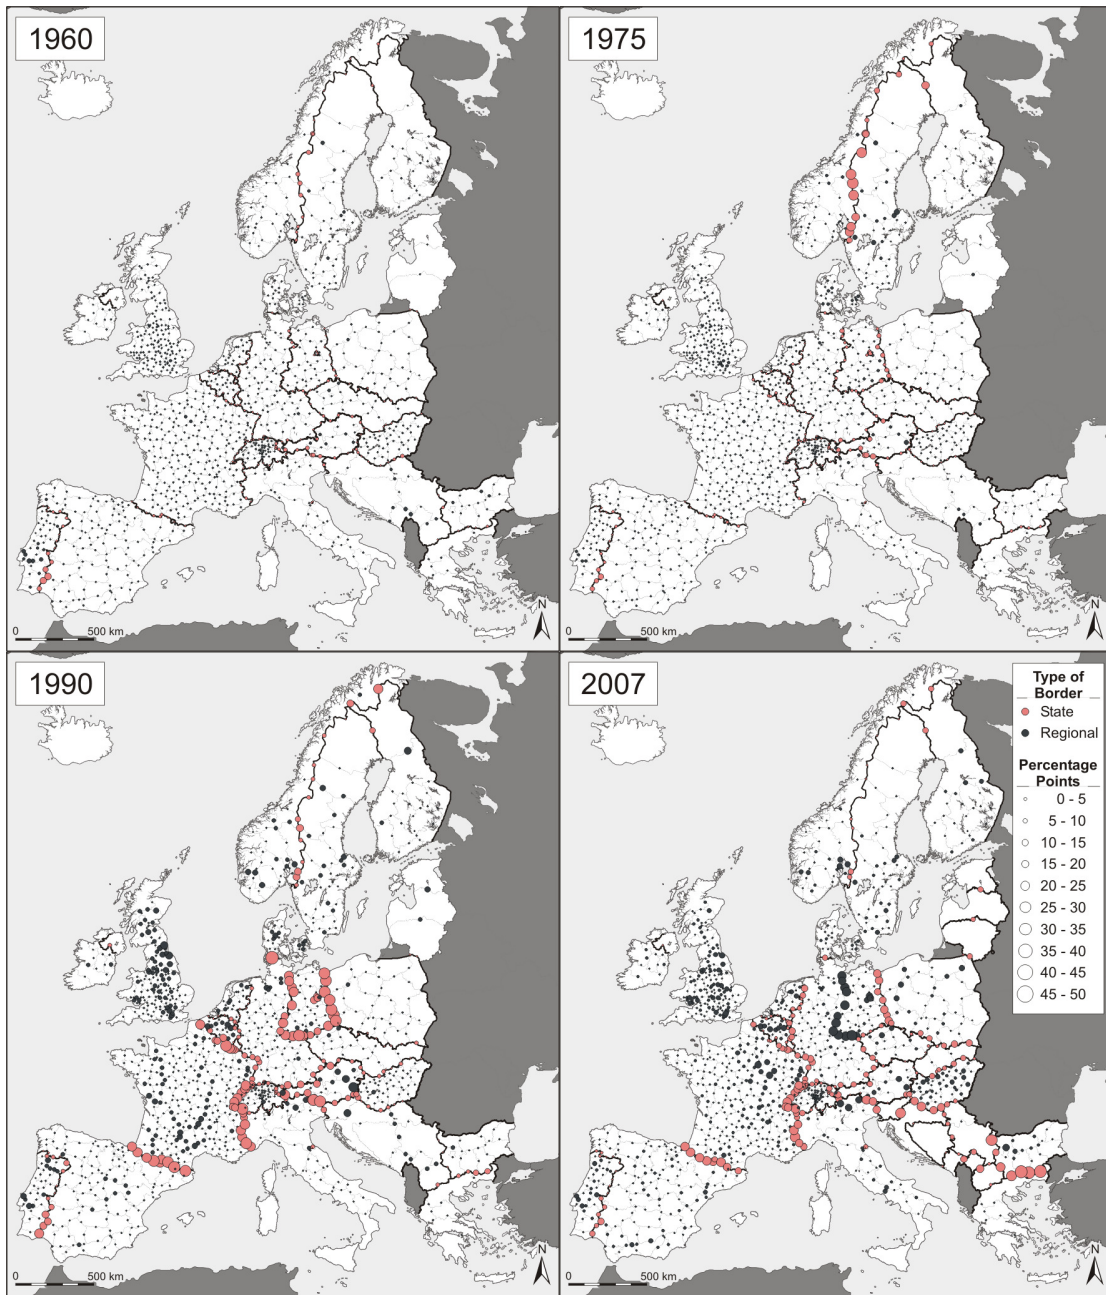 1960
1975
N
0 500 km
N
0 500 km
1990
2007
Type of
Border
State
Regional
Percentage
Points
0 - 5
5 - 10
10 - 15
15 - 20
20 - 25
25 - 30
30 - 35
35 - 40
40 - 45
45 - 50
N
0 500 km
N
0 500 km